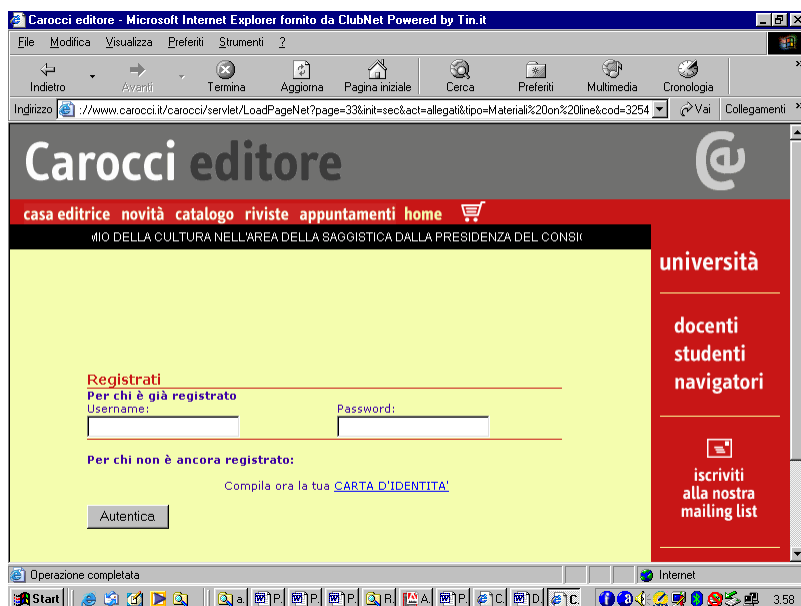 Carocci editore - Microsoft Internet Explorer fornito da ClubNet Powered by Tin.it
File Modifica Visualizza Preferiti Strumenti ?
Indietro Avanti Termina Aggiorna Pagina iniziale Cerca Preferiti Multimedia Cronologia »
Indirizzo ://www.carocci.it/carocci/servlet/LoadPageNet?page=33&init=sec&act=allegati&tipo=Materiali%20on%20line&cod=3254 Vai Collegamenti »
Carocci editore @
casa editrice novità catalogo riviste appuntamenti home
MIO DELLA CULTURA NELL'AREA DELLA SAGGISTICA DALLA PRESIDENZA DEL CONSI
università
docenti
studenti
navigatori
Registrati
Per chi è già registrato
Username: Password:
Per chi non è ancora registrato:
Compila ora la tua CARTA D'IDENTITA'
Autentica
iscriviti
alla nostra
mailing list
Operazione completata Internet
Start a. P. P. P. R. A. P. C. D. C. 3.58